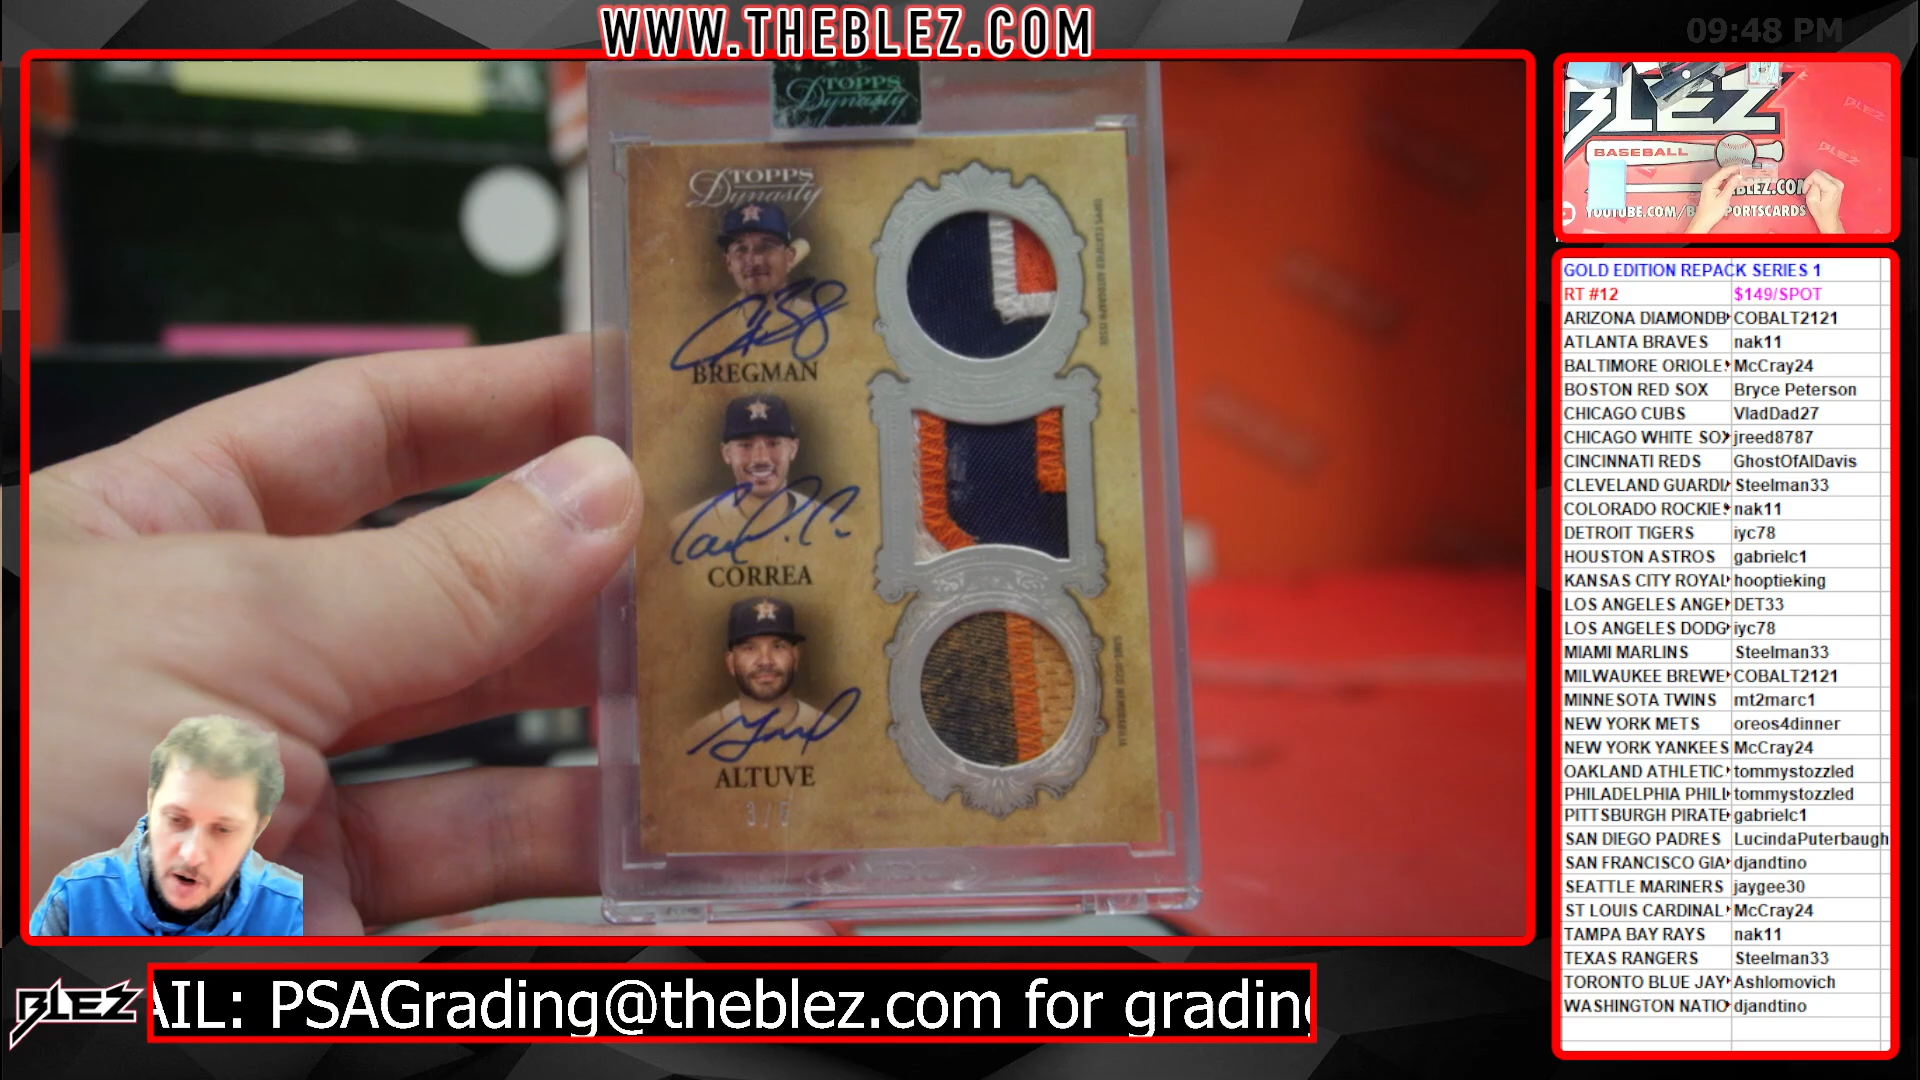 WWW.THEBLEZ.COM
09:48 PM
TOPPS
Dynasty
TOPPS
Dynasty
BREGMAN
CORREA
ALTUVE
BLEZ
BASEBALL
BLEZ
BLEZ
GOLD EDITION REPACK SERIES 1
RT #12 $149/SPOT
ARIZONA DIAMONDB COBALT2121
ATLANTA BRAVES nak11
BALTIMORE ORIOLE McCray24
BOSTON RED SOX Bryce Peterson
CHICAGO CUBS VladDad27
CHICAGO WHITE SOX jreed8787
CINCINNATI REDS GhostOfAlDavis
CLEVELAND GUARDI Steelman33
COLORADO ROCKIE nak11
DETROIT TIGERS iyc78
HOUSTON ASTROS gabrielc1
KANSAS CITY ROYAL hooptieking
LOS ANGELES ANGE DET33
LOS ANGELES DODG iyc78
MIAMI MARLINS Steelman33
MILWAUKEE BREWE COBALT2121
MINNESOTA TWINS mt2marc1
NEW YORK METS oreos4dinner
NEW YORK YANKEES McCray24
OAKLAND ATHLETIC tommystozzled
PHILADELPHIA PHILL tommystozzled
PITTSBURGH PIRATE gabrielc1
SAN DIEGO PADRES LucindaPuterbaugh
SAN FRANCISCO GIA djandtino
SEATTLE MARINERS jaygee30
ST LOUIS CARDINAL McCray24
TAMPA BAY RAYS nak11
TEXAS RANGERS Steelman33
TORONTO BLUE JAY Ashlomovich
WASHINGTON NATIO djandtino
BLEZ
AIL: PSAGrading@theblez.com for grading